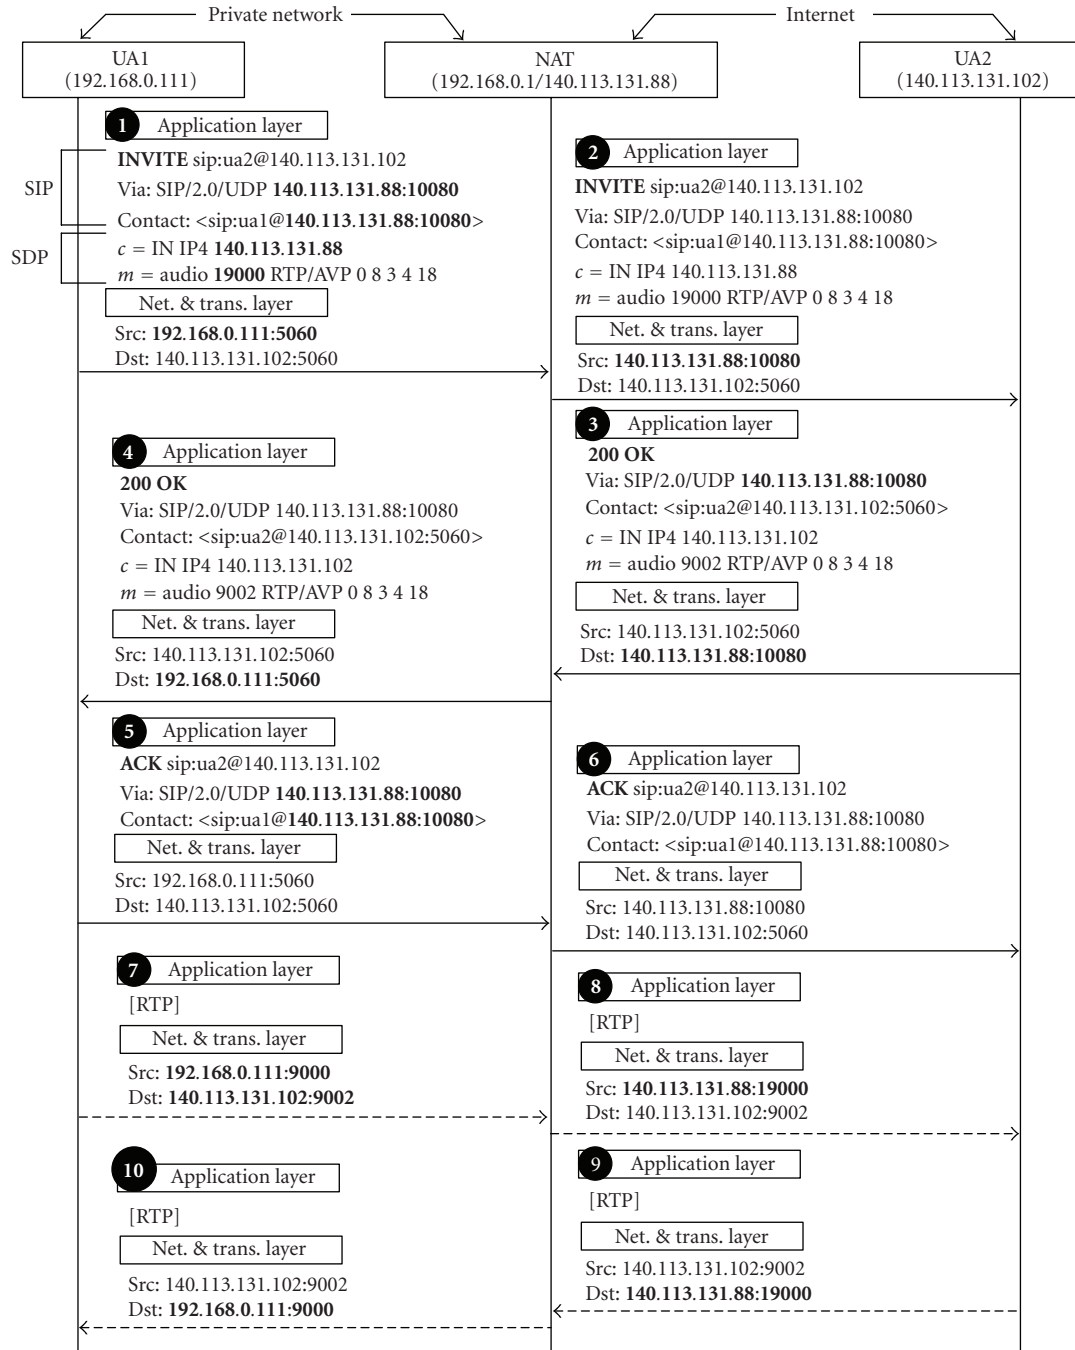 Private network
Internet
UA1
(192.168.0.111)
NAT
(192.168.0.1/140.113.131.88)
UA2
(140.113.131.102)
1 Application layer
SIP
INVITE sip:ua2@140.113.131.102
Via: SIP/2.0/UDP 140.113.131.88:10080
Contact: <sip:ua1@140.113.131.88:10080>
SDP
c = IN IP4 140.113.131.88
m = audio 19000 RTP/AVP 0 8 3 4 18
Net. & trans. layer
Src: 192.168.0.111:5060
Dst: 140.113.131.102:5060
2 Application layer
INVITE sip:ua2@140.113.131.102
Via: SIP/2.0/UDP 140.113.131.88:10080
Contact: <sip:ua1@140.113.131.88:10080>
c = IN IP4 140.113.131.88
m = audio 19000 RTP/AVP 0 8 3 4 18
Net. & trans. layer
Src: 140.113.131.88:10080
Dst: 140.113.131.102:5060
3 Application layer
200 OK
Via: SIP/2.0/UDP 140.113.131.88:10080
Contact: <sip:ua2@140.113.131.102:5060>
c = IN IP4 140.113.131.102
m = audio 9002 RTP/AVP 0 8 3 4 18
Net. & trans. layer
Src: 140.113.131.102:5060
Dst: 140.113.131.88:10080
4 Application layer
200 OK
Via: SIP/2.0/UDP 140.113.131.88:10080
Contact: <sip:ua2@140.113.131.102:5060>
c = IN IP4 140.113.131.102
m = audio 9002 RTP/AVP 0 8 3 4 18
Net. & trans. layer
Src: 140.113.131.102:5060
Dst: 192.168.0.111:5060
5 Application layer
ACK sip:ua2@140.113.131.102
Via: SIP/2.0/UDP 140.113.131.88:10080
Contact: <sip:ua1@140.113.131.88:10080>
Net. & trans. layer
Src: 192.168.0.111:5060
Dst: 140.113.131.102:5060
6 Application layer
ACK sip:ua2@140.113.131.102
Via: SIP/2.0/UDP 140.113.131.88:10080
Contact: <sip:ua1@140.113.131.88:10080>
Net. & trans. layer
Src: 140.113.131.88:10080
Dst: 140.113.131.102:5060
7 Application layer
[RTP]
Net. & trans. layer
Src: 192.168.0.111:9000
Dst: 140.113.131.102:9002
8 Application layer
[RTP]
Net. & trans. layer
Src: 140.113.131.88:19000
Dst: 140.113.131.102:9002
9 Application layer
[RTP]
Net. & trans. layer
Src: 140.113.131.102:9002
Dst: 140.113.131.88:19000
10 Application layer
[RTP]
Net. & trans. layer
Src: 140.113.131.102:9002
Dst: 192.168.0.111:9000